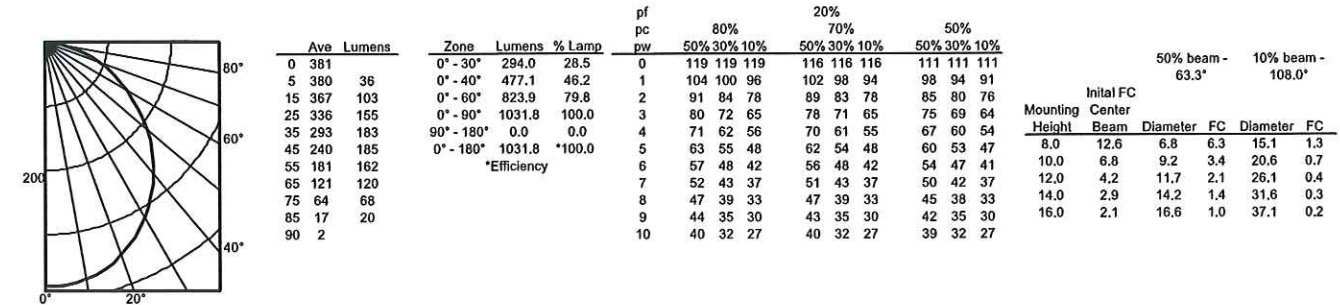 80°
60°
40°
200
0° 20°
Ave Lumens
0 381
5 380 36
15 367 103
25 336 155
35 293 183
45 240 185
55 181 162
65 121 120
75 64 68
85 17 20
90 2
Zone Lumens % Lamp
0° - 30° 294.0 28.5
0° - 40° 477.1 46.2
0° - 60° 823.9 79.8
0° - 90° 1031.8 100.0
90° - 180° 0.0 0.0
0° - 180° 1031.8 *100.0
*Efficiency
pf 20%
pc 80% 70% 50%
pw 50% 30% 10% 50% 30% 10% 50% 30% 10%
0 119 119 119 116 116 116 111 111 111
1 104 100 96 102 98 94 98 94 91
2 91 84 78 89 83 78 85 80 76
3 80 72 65 78 71 65 75 69 64
4 71 62 56 70 61 55 67 60 54
5 63 55 48 62 54 48 60 53 47
6 57 48 42 56 48 42 54 47 41
7 52 43 37 51 43 37 50 42 37
8 47 39 33 47 39 33 45 38 33
9 44 35 30 43 35 30 42 35 30
10 40 32 27 40 32 27 39 32 27
50% beam - 10% beam -
63.3° 108.0°
Inital FC
Mounting Center
Height Beam Diameter FC Diameter FC
8.0 12.6 6.8 6.3 15.1 1.3
10.0 6.8 9.2 3.4 20.6 0.7
12.0 4.2 11.7 2.1 26.1 0.4
14.0 2.9 14.2 1.4 31.6 0.3
16.0 2.1 16.6 1.0 37.1 0.2